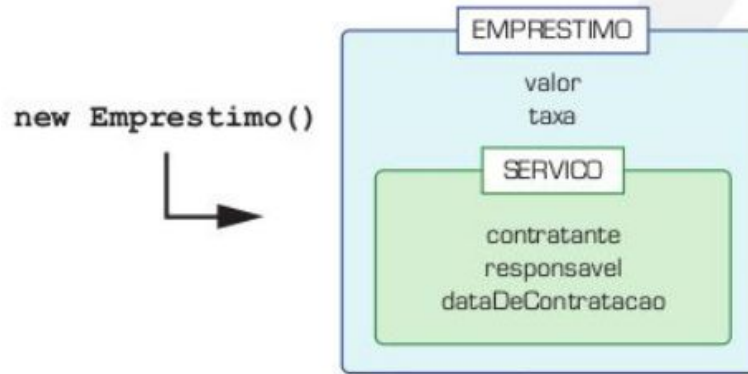 new Emprestimo()
EMPRESTIMO
valor
taxa
SERVICO
contratante
responsavel
dataDeContratacao